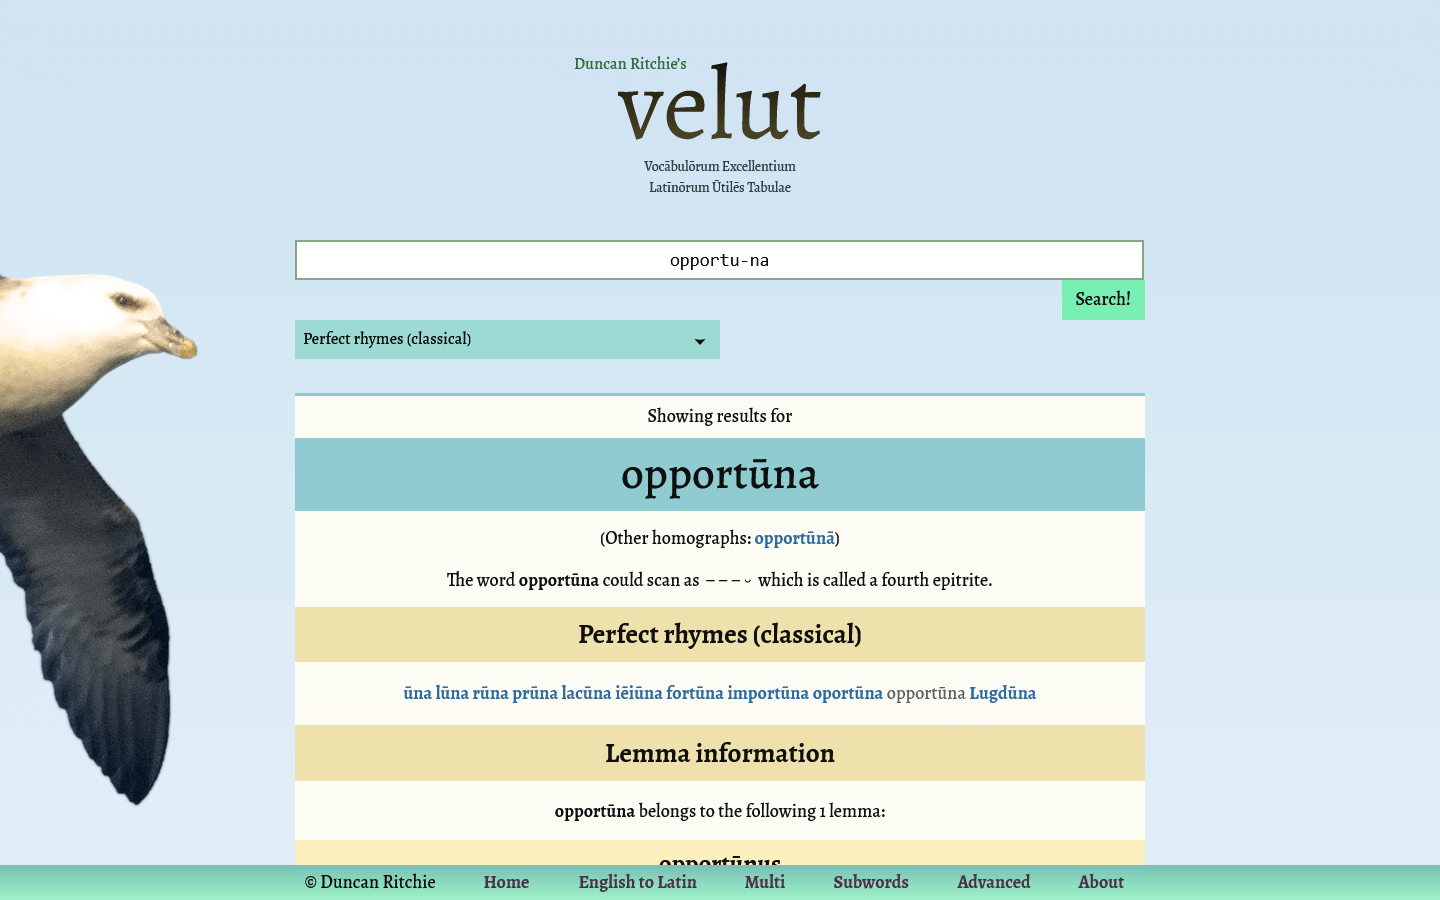 Duncan Ritchie's
velut
Vocābulōrum Excellentium
Latīnōrum Ūtilēs Tabulae
opportu-na
Search!
Perfect rhymes (classical)
Showing results for
opportūna
(Other homographs: opportūnā)
The word opportūna could scan as – – – ⏑ which is called a fourth epitrite.
Perfect rhymes (classical)
ūna lūna rūna prūna lacūna iēiūna fortūna importūna oportūna opportūna Lugdūna
Lemma information
opportūna belongs to the following 1 lemma:
opportūnus
© Duncan Ritchie Home English to Latin Multi Subwords Advanced About